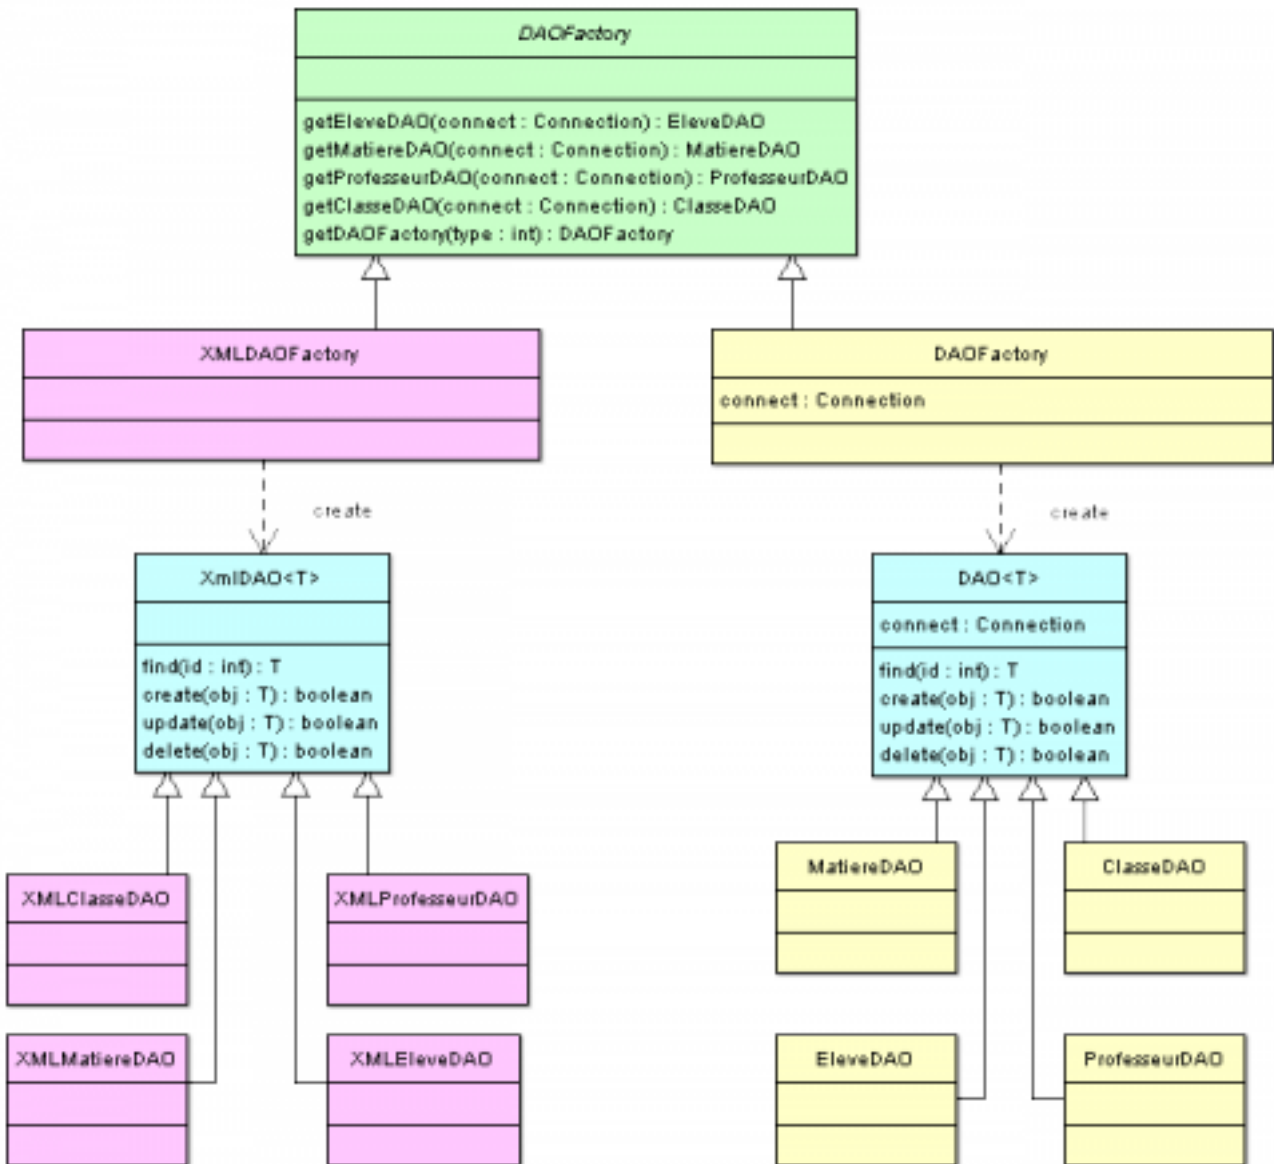 DAOFactory
getEleveDAO(connect : Connection) : EleveDAO
getMatiereDAO(connect : Connection) : MatiereDAO
getProfesseurDAO(connect : Connection) : ProfesseurDAO
getClasseDAO(connect : Connection) : ClasseDAO
getDAOFactory(type : int) : DAOFactory
XMLDAOFactory
DAOFactory
connect : Connection
create
create
XmlDAO<T>
find(id : int) : T
create(obj : T) : boolean
update(obj : T) : boolean
delete(obj : T) : boolean
DAO<T>
connect : Connection
find(id : int) : T
create(obj : T) : boolean
update(obj : T) : boolean
delete(obj : T) : boolean
XMLClasseDAO
XMLProfesseurDAO
MatiereDAO
ClasseDAO
XMLMatiereDAO
XMLEleveDAO
EleveDAO
ProfesseurDAO